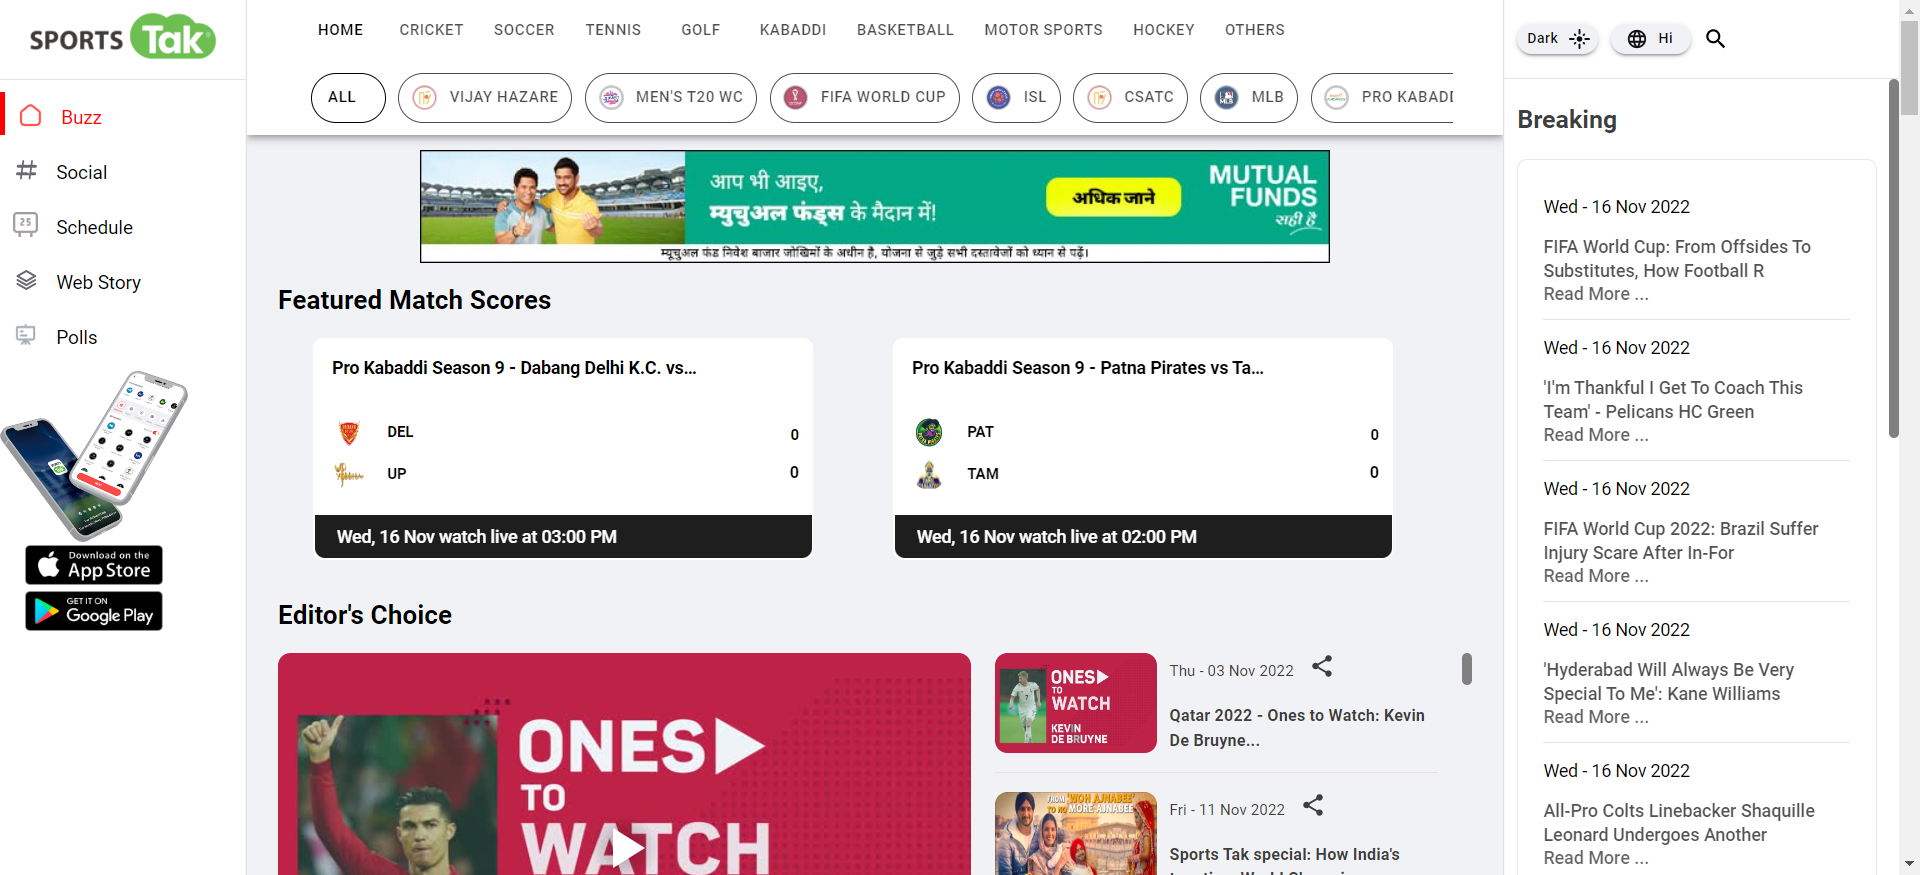 SPORTS Tak
Buzz
Social
25
Schedule
Web Story
Polls
Download on the
App Store
GET IT ON
Google Play
HOME CRICKET SOCCER TENNIS GOLF KABADDI BASKETBALL MOTOR SPORTS HOCKEY OTHERS
ALL VIJAY HAZARE MEN'S T20 WC FIFA WORLD CUP ISL CSATC MLB PRO KABADD
आप भी आइए,
म्युचुअल फंड्स के मैदान में!
अधिक जाने
MUTUAL
FUNDS
सही है
म्यूचुअल फंड निवेश बाजार जोखिमों के अधीन है, योजना से जुड़े सभी दस्तावेजों को ध्यान से पढ़ें।
Featured Match Scores
Pro Kabaddi Season 9 - Dabang Delhi K.C. vs...
DEL 0
UP 0
Wed, 16 Nov watch live at 03:00 PM
Pro Kabaddi Season 9 - Patna Pirates vs Ta...
PAT 0
TAM 0
Wed, 16 Nov watch live at 02:00 PM
Editor's Choice
ONES
TO
WATCH
ONES
TO
WATCH
KEVIN
DE BRUYNE
Thu - 03 Nov 2022
Qatar 2022 - Ones to Watch: Kevin
De Bruyne...
FROM 'WOH AJNABEE'
TO NO MORE AJNABEE
Fri - 11 Nov 2022
Sports Tak special: How India's
Dark Hi
Breaking
Wed - 16 Nov 2022
FIFA World Cup: From Offsides To
Substitutes, How Football R
Read More ...
Wed - 16 Nov 2022
'I'm Thankful I Get To Coach This
Team' - Pelicans HC Green
Read More ...
Wed - 16 Nov 2022
FIFA World Cup 2022: Brazil Suffer
Injury Scare After In-For
Read More ...
Wed - 16 Nov 2022
'Hyderabad Will Always Be Very
Special To Me': Kane Williams
Read More ...
Wed - 16 Nov 2022
All-Pro Colts Linebacker Shaquille
Leonard Undergoes Another
Read More ...